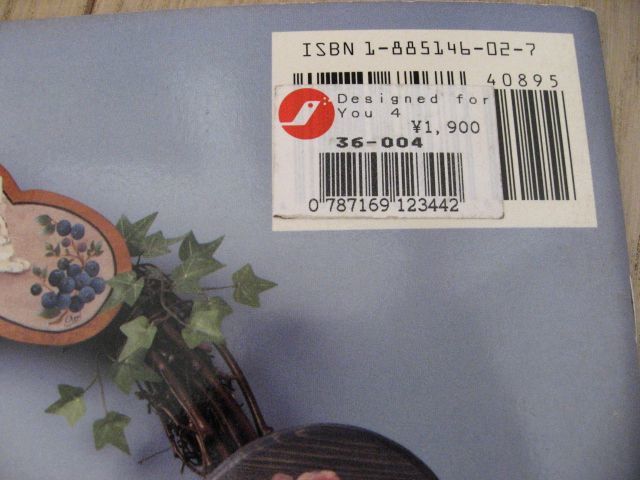 ISBN 1-885146-02-7
40895
Designed for
You 4
¥1,900
36-004
0 787169 123442